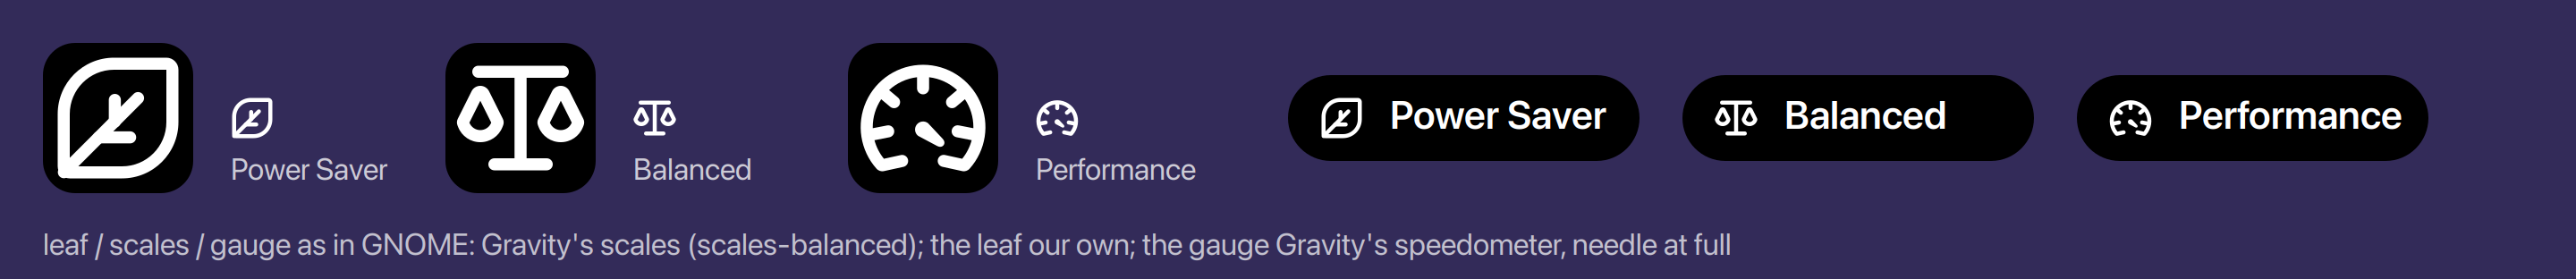 Power Saver
Balanced
Performance
Power Saver
Balanced
Performance
leaf / scales / gauge as in GNOME: Gravity's scales (scales-balanced); the leaf our own; the gauge Gravity's speedometer, needle at full